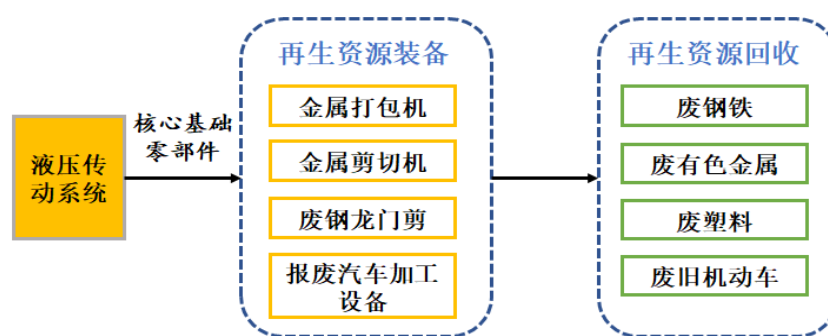 液压传
动系统
核心基础
零部件
再生资源装备
金属打包机
金属剪切机
废钢龙门剪
报废汽车加工
设备
再生资源回收
废钢铁
废有色金属
废塑料
废旧机动车